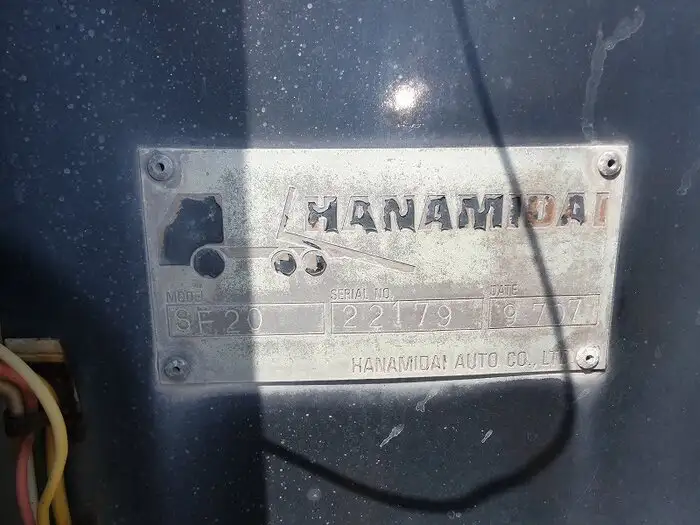 HANAMIDAI
MODEL SERIAL NO. DATE
SF20 22179 9707
HANAMIDAI AUTO CO., LTD.